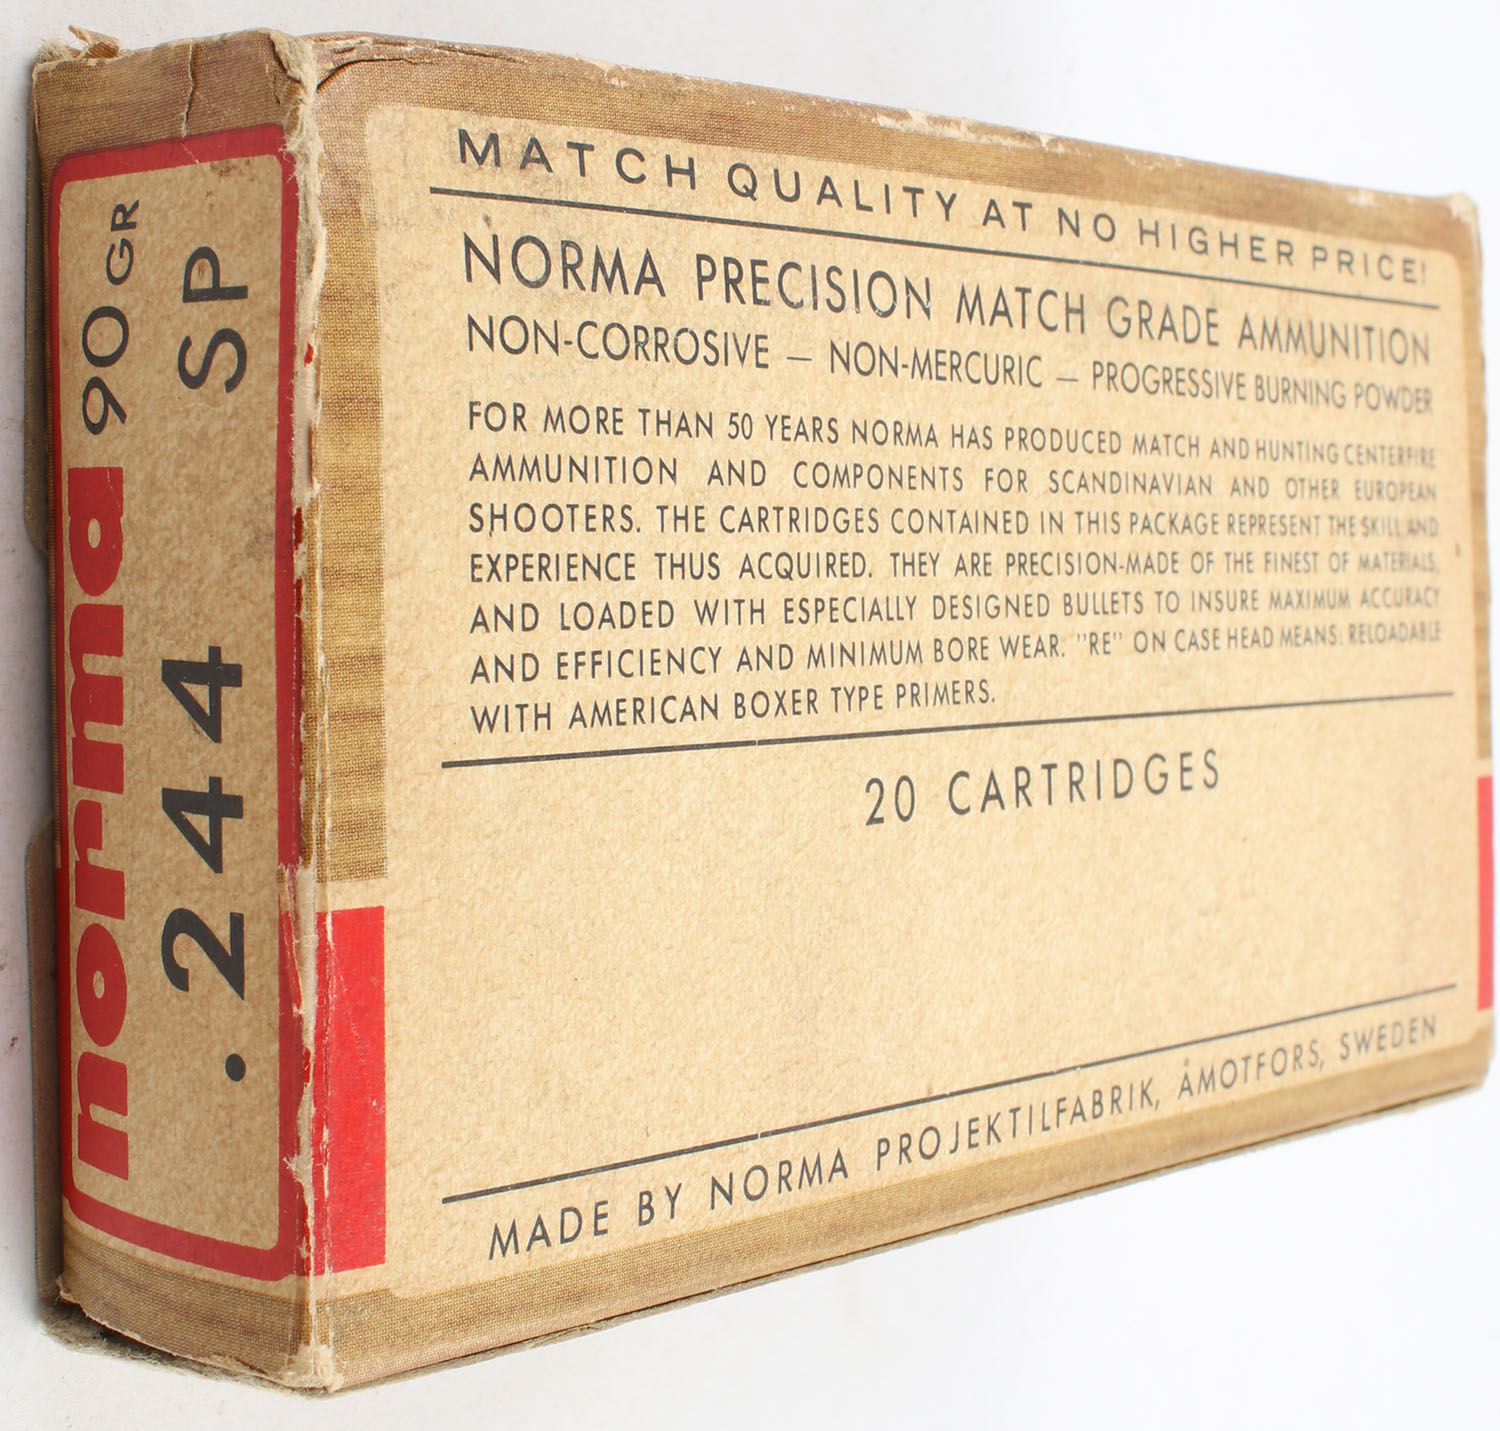 norma 90 GR
.244 SP
MATCH QUALITY AT NO HIGHER PRICE!
NORMA PRECISION MATCH GRADE AMMUNITION
NON-CORROSIVE — NON-MERCURIC — PROGRESSIVE BURNING POWDER
FOR MORE THAN 50 YEARS NORMA HAS PRODUCED MATCH AND HUNTING CENTERFIRE
AMMUNITION AND COMPONENTS FOR SCANDINAVIAN AND OTHER EUROPEAN
SHOOTERS. THE CARTRIDGES CONTAINED IN THIS PACKAGE REPRESENT THE SKILL AND
EXPERIENCE THUS ACQUIRED. THEY ARE PRECISION-MADE OF THE FINEST OF MATERIALS,
AND LOADED WITH ESPECIALLY DESIGNED BULLETS TO INSURE MAXIMUM ACCURACY
AND EFFICIENCY AND MINIMUM BORE WEAR. "RE" ON CASE HEAD MEANS: RELOADABLE
WITH AMERICAN BOXER TYPE PRIMERS.
20 CARTRIDGES
MADE BY NORMA PROJEKTILFABRIK, ÅMOTFORS, SWEDEN